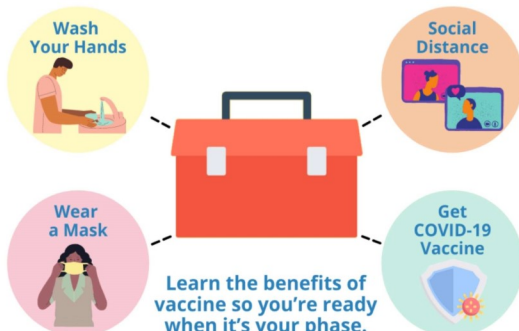 Wash
Your Hands
Social
Distance
Wear
a Mask
Get
COVID-19
Vaccine
Learn the benefits of
vaccine so you're ready
when it's your phase.